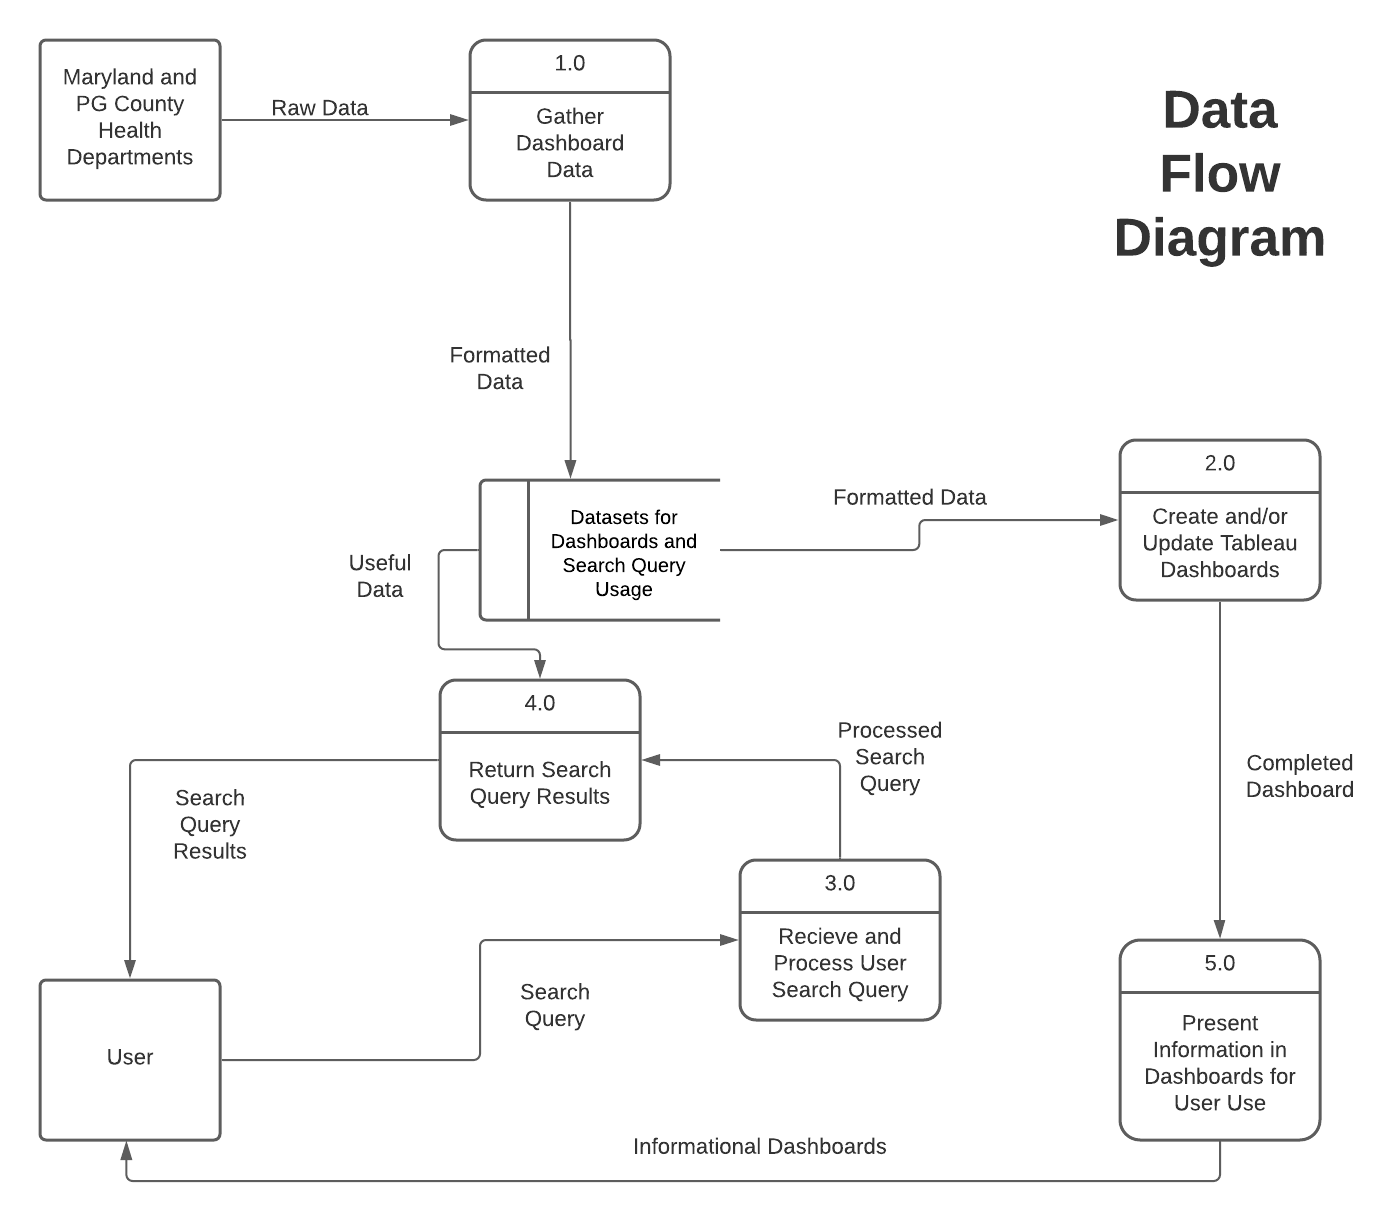 Maryland and
PG County
Health
Departments
Raw Data
1.0
Gather
Dashboard
Data
Data
Flow
Diagram
Formatted
Data
Datasets for
Dashboards and
Search Query
Usage
Formatted Data
2.0
Create and/or
Update Tableau
Dashboards
Useful
Data
4.0
Return Search
Query Results
Processed
Search
Query
Completed
Dashboard
Search
Query
Results
3.0
Recieve and
Process User
Search Query
Search
Query
5.0
Present
Information in
Dashboards for
User Use
User
Informational Dashboards